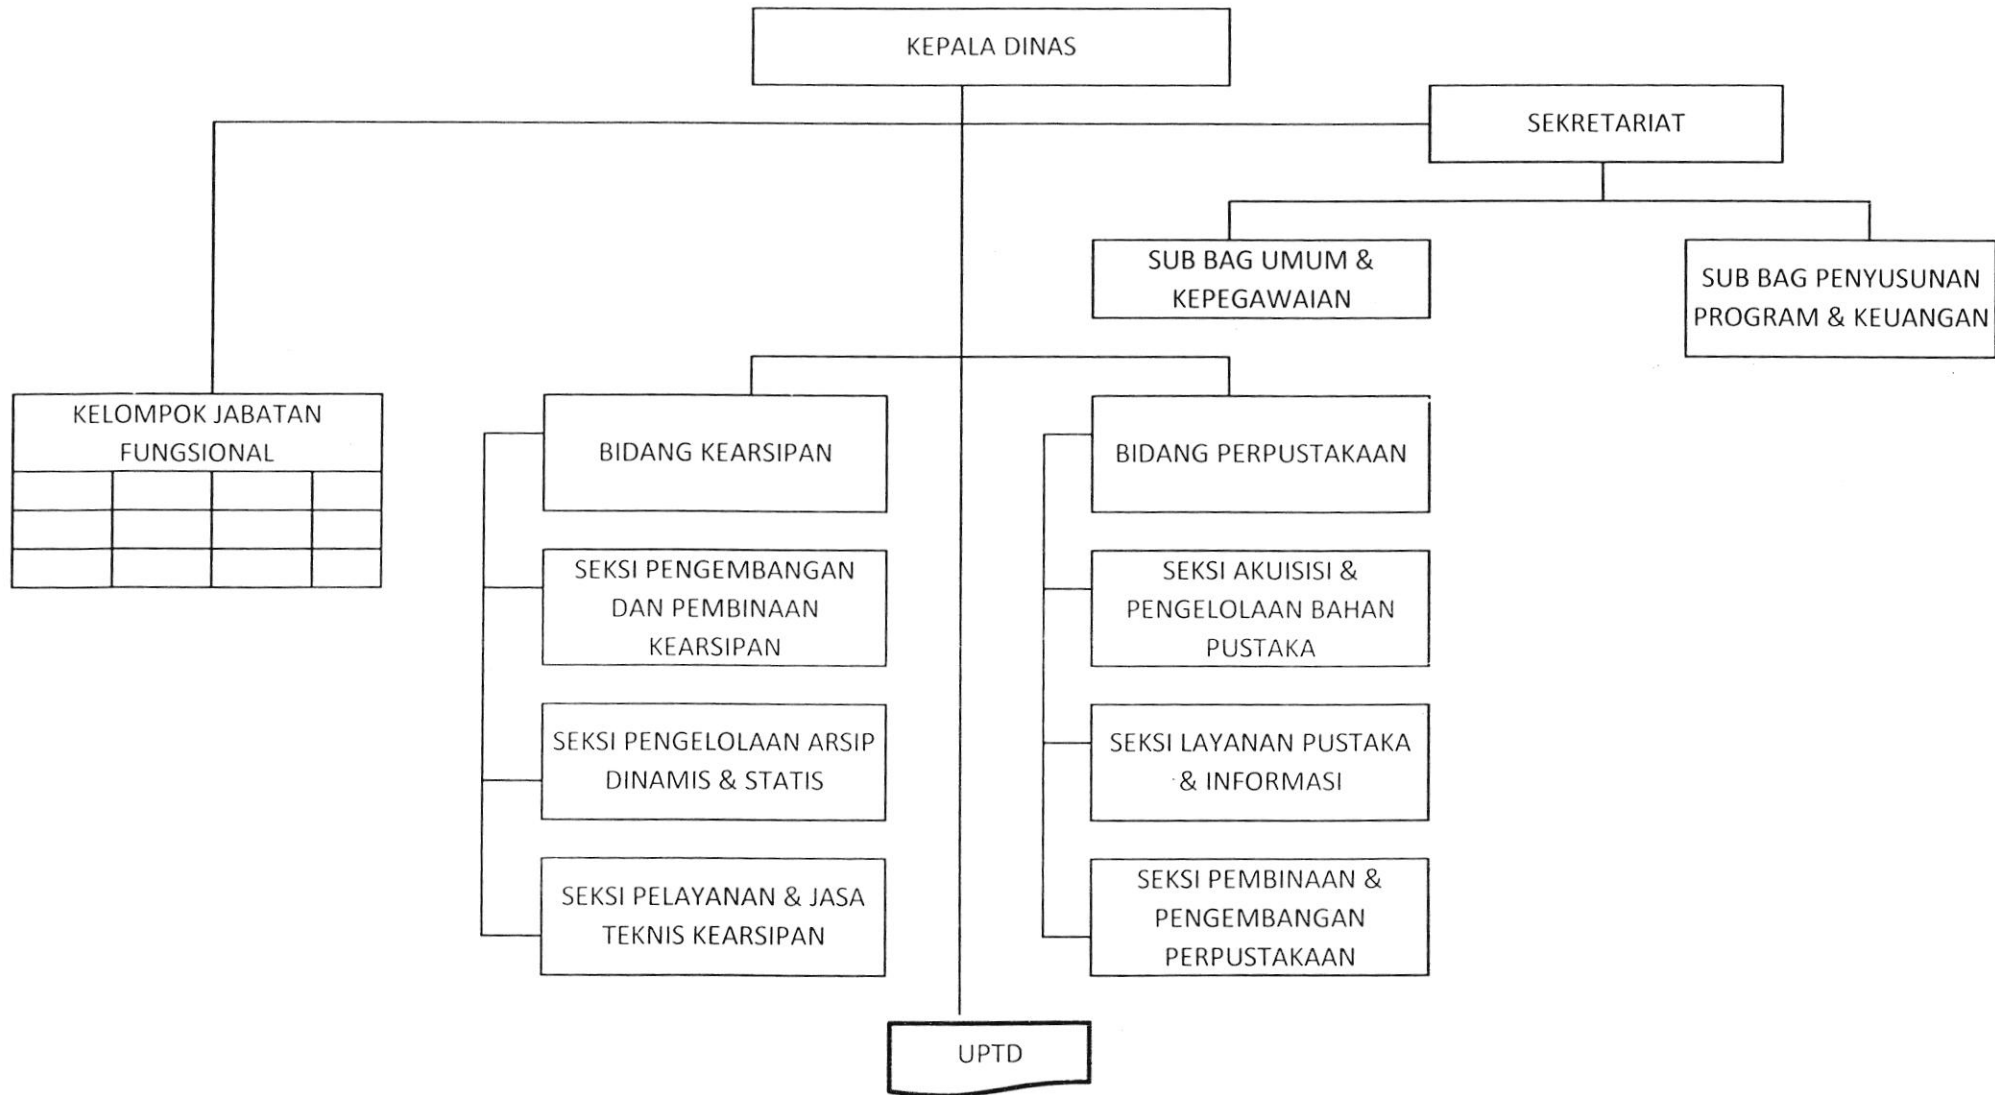 KEPALA DINAS
SEKRETARIAT
SUB BAG UMUM &
KEPEGAWAIAN
SUB BAG PENYUSUNAN
PROGRAM & KEUANGAN
KELOMPOK JABATAN
FUNGSIONAL
BIDANG KEARSIPAN
SEKSI PENGEMBANGAN
DAN PEMBINAAN
KEARSIPAN
SEKSI PENGELOLAAN ARSIP
DINAMIS & STATIS
SEKSI PELAYANAN & JASA
TEKNIS KEARSIPAN
BIDANG PERPUSTAKAAN
SEKSI AKUISISI &
PENGELOLAAN BAHAN
PUSTAKA
SEKSI LAYANAN PUSTAKA
& INFORMASI
SEKSI PEMBINAAN &
PENGEMBANGAN
PERPUSTAKAAN
UPTD